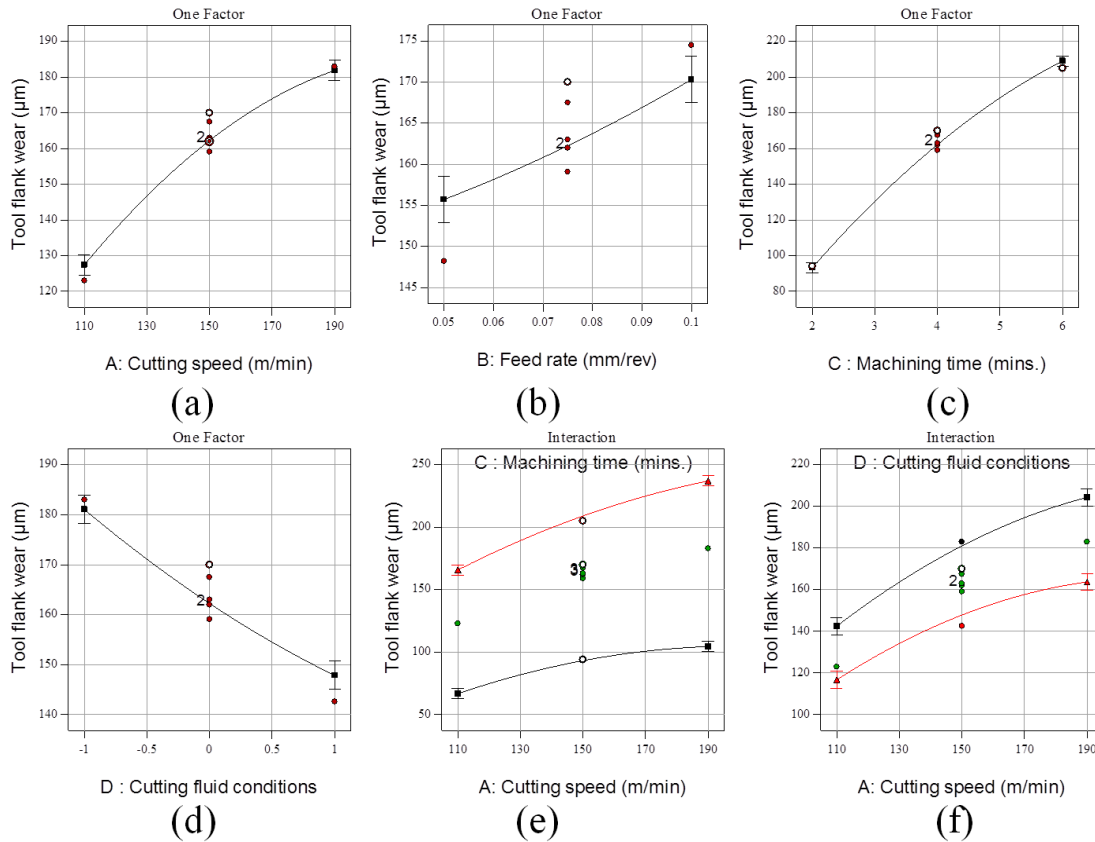 One Factor
190
180
170
160
150
140
130
120
Tool flank wear (µm)
2
110 130 150 170 190
A: Cutting speed (m/min)
(a)
One Factor
175
170
165
160
155
150
145
Tool flank wear (µm)
2
0.05 0.06 0.07 0.08 0.09 0.1
B: Feed rate (mm/rev)
(b)
One Factor
220
200
180
160
140
120
100
80
Tool flank wear (µm)
2
2 3 4 5 6
C : Machining time (mins.)
(c)
One Factor
190
180
170
160
150
140
Tool flank wear (µm)
2
-1 -0.5 0 0.5 1
D : Cutting fluid conditions
(d)
Interaction
C : Machining time (mins.)
250
200
150
100
50
Tool flank wear (µm)
110 130 150 170 190
A: Cutting speed (m/min)
(e)
Interaction
D : Cutting fluid conditions
220
200
180
160
140
120
100
Tool flank wear (µm)
2
110 130 150 170 190
A: Cutting speed (m/min)
(f)